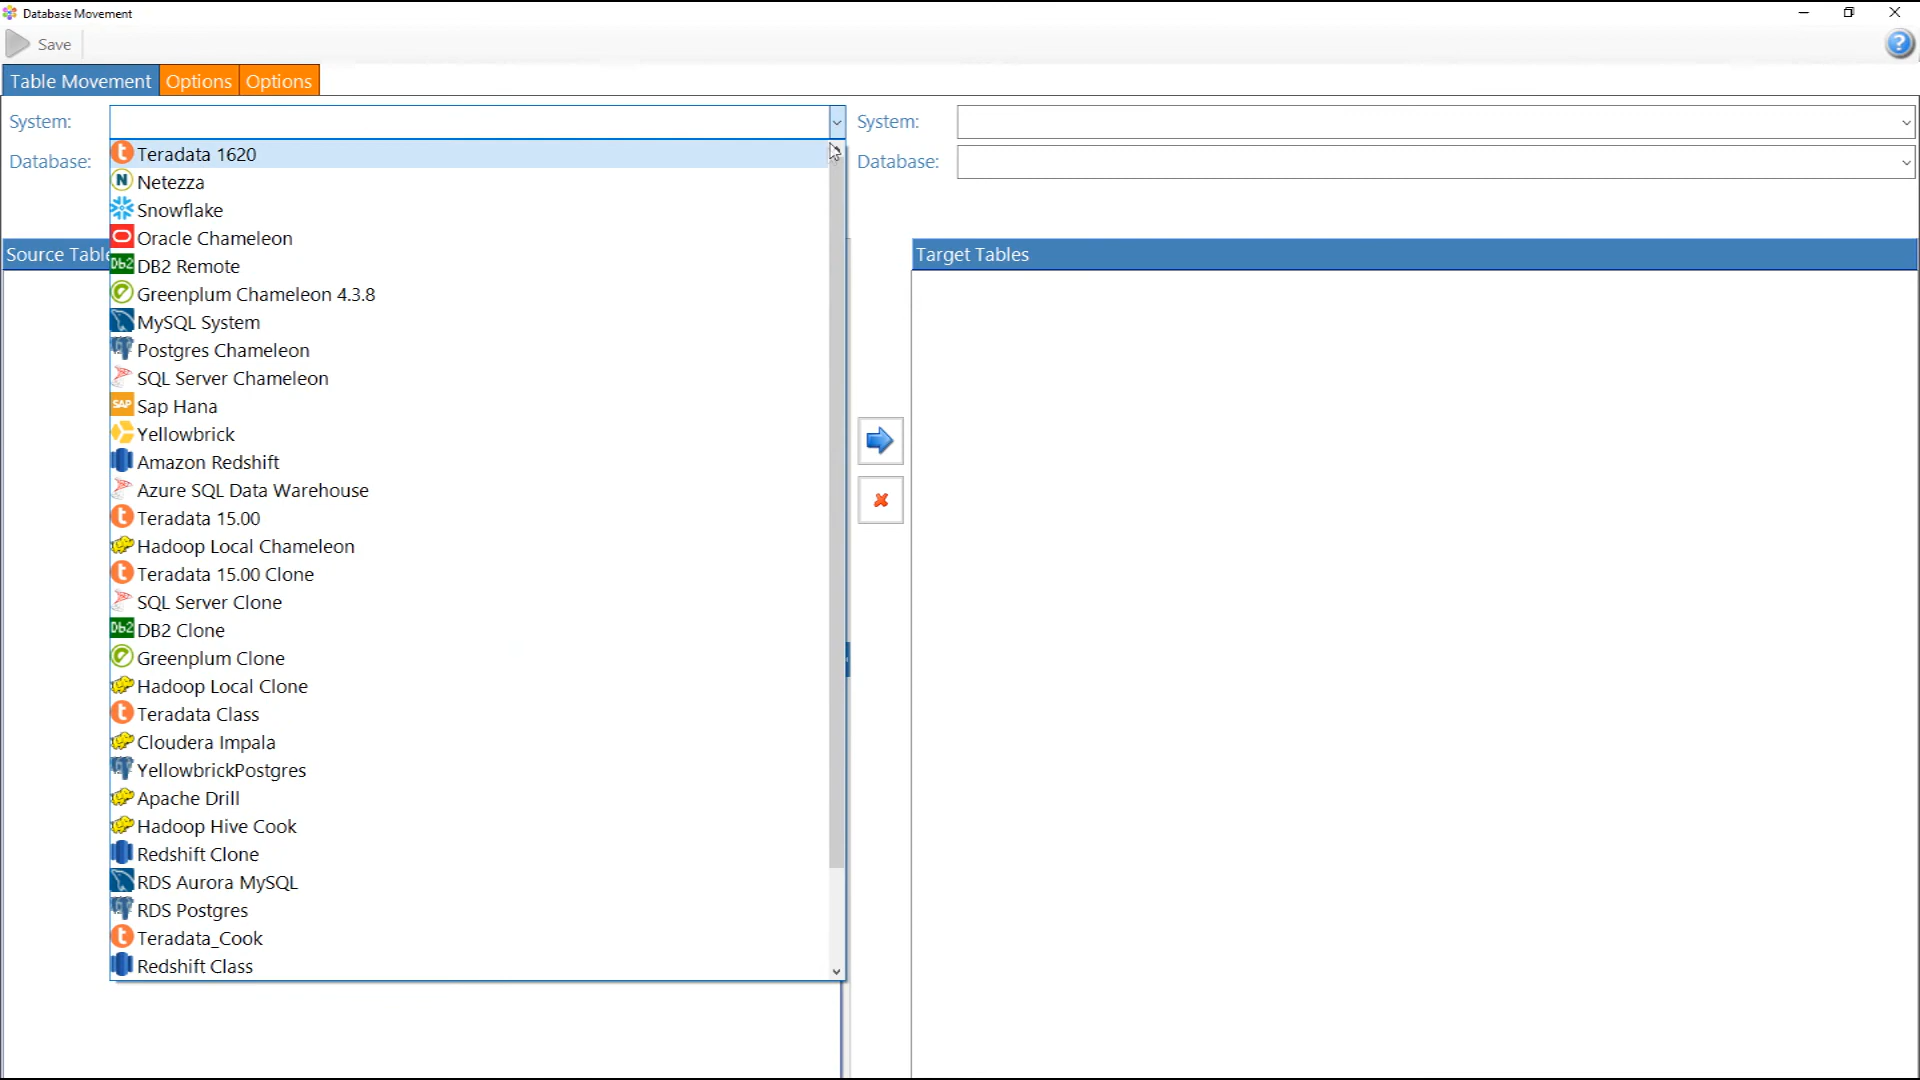 Database Movement
Save
?
Table Movement Options Options
System:
Database:
System:
Database:
t Teradata 1620
N Netezza
Snowflake
Oracle Chameleon
Db2 DB2 Remote
Greenplum Chameleon 4.3.8
MySQL System
Postgres Chameleon
SQL Server Chameleon
SAP Sap Hana
Yellowbrick
Amazon Redshift
Azure SQL Data Warehouse
t Teradata 15.00
Hadoop Local Chameleon
t Teradata 15.00 Clone
SQL Server Clone
Db2 DB2 Clone
Greenplum Clone
Hadoop Local Clone
t Teradata Class
Cloudera Impala
YellowbrickPostgres
Apache Drill
Hadoop Hive Cook
Redshift Clone
RDS Aurora MySQL
RDS Postgres
t Teradata_Cook
Redshift Class
Source Table
Target Tables